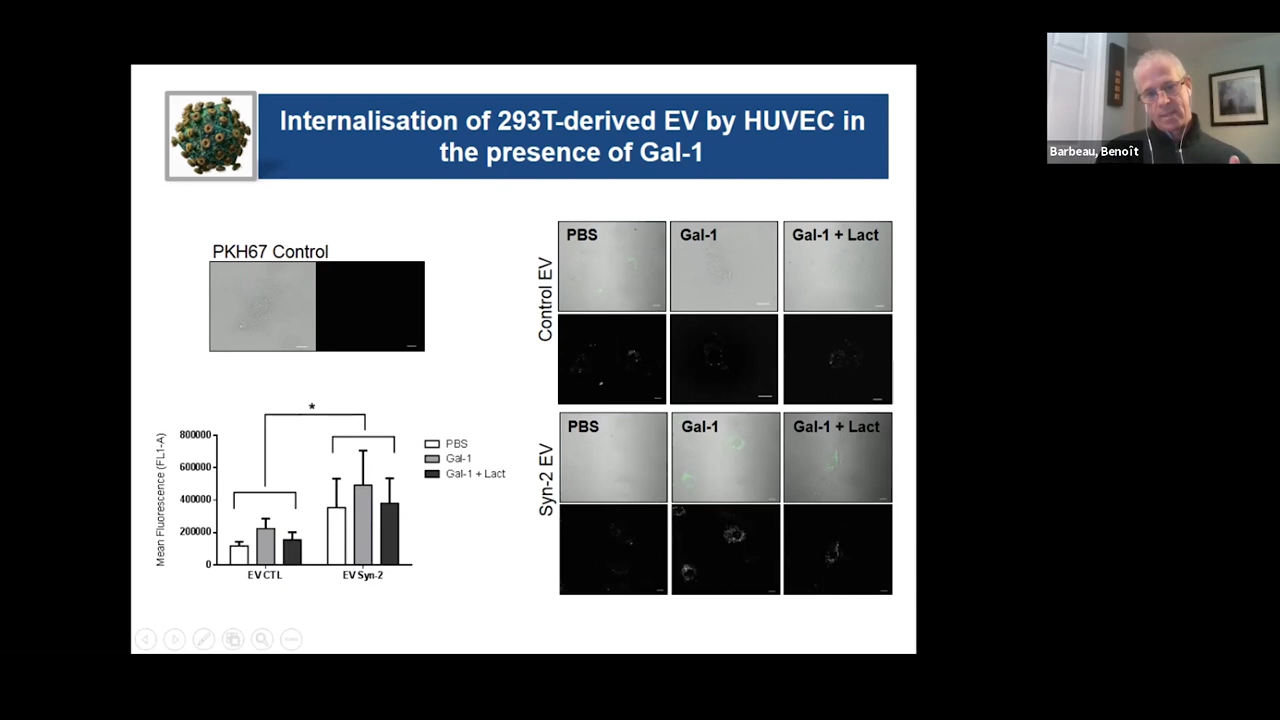 Internalisation of 293T-derived EV by HUVEC in
the presence of Gal-1
Barbeau, Benoît
PKH67 Control
Control EV
PBS
Gal-1
Gal-1 + Lact
Syn-2 EV
PBS
Gal-1
Gal-1 + Lact
*
Mean Fluorescence (FL1-A)
800000
600000
400000
200000
0
EV CTL
EV Syn-2
PBS
Gal-1
Gal-1 + Lact